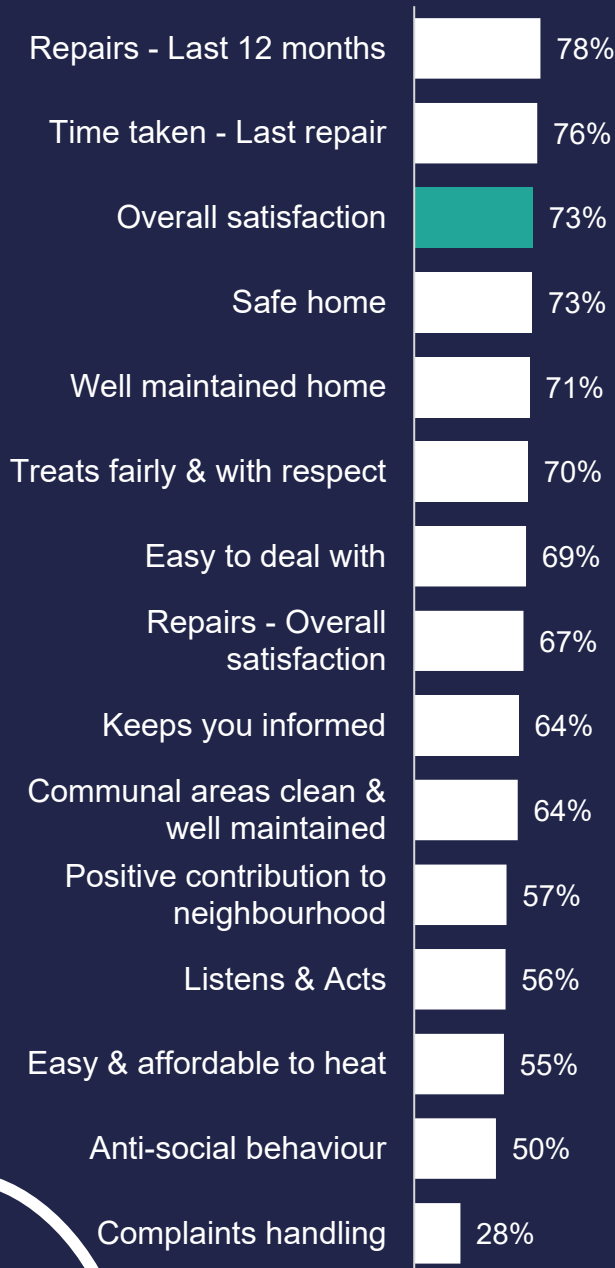 Repairs - Last 12 months 78%
Time taken - Last repair 76%
Overall satisfaction 73%
Safe home 73%
Well maintained home 71%
Treats fairly & with respect 70%
Easy to deal with 69%
Repairs - Overall
satisfaction 67%
Keeps you informed 64%
Communal areas clean &
well maintained 64%
Positive contribution to
neighbourhood 57%
Listens & Acts 56%
Easy & affordable to heat 55%
Anti-social behaviour 50%
Complaints handling 28%